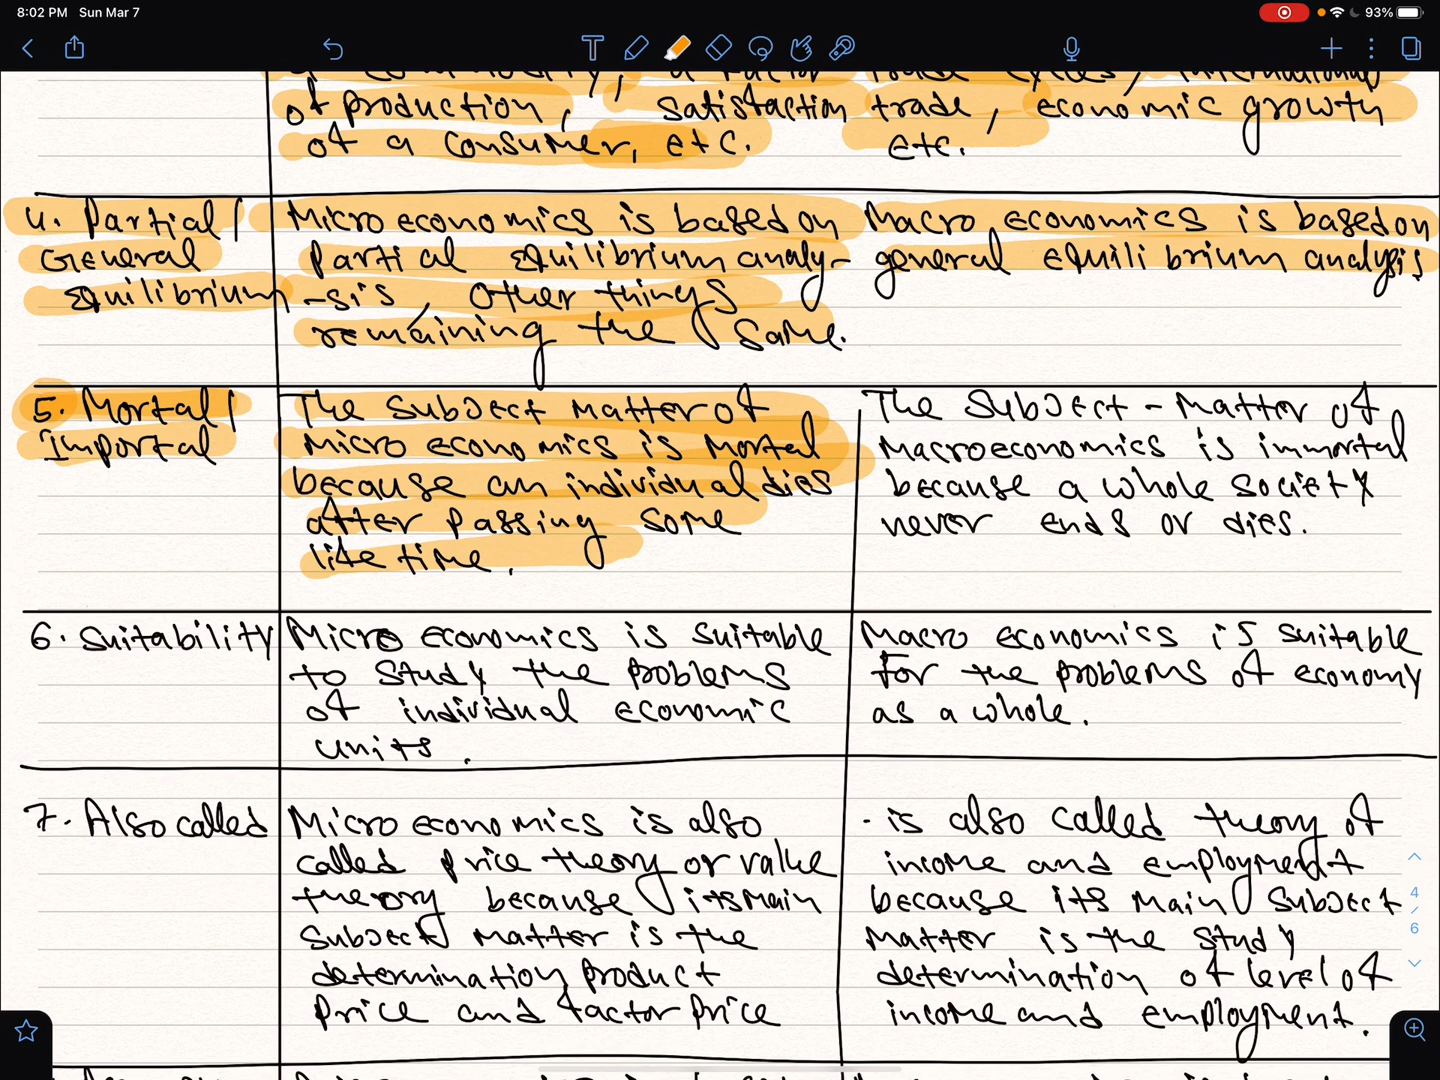 8:02 PM Sun Mar 7
93%
of production, satisfaction
of a consumer, etc.
trade, economic growth
etc.
4. Partial/
General
Equilibrium
Micro economics is based on
partial equilibrium analy-
-sis, other things
remaining the same.
Macro economics is based on
general equilibrium analysis
5. Mortal/
Importal
The Subject matter of
micro economics is mortal
because an individual dies
after passing some
life time.
The Subject-Matter of
macroeconomics is immortal
because a whole society
never ends or dies.
6. Suitability
Micro economics is suitable
to study the problems
of individual economic
units.
Macro economics is suitable
for the problems of economy
as a whole.
7. Also called
Micro economics is also
called price theory or value
theory because its main
Subject matter is the
determination product
price and factor price
. is also called theory of
income and employment
because its main subject
matter is the study
determination of level of
income and employment.
4
/
6